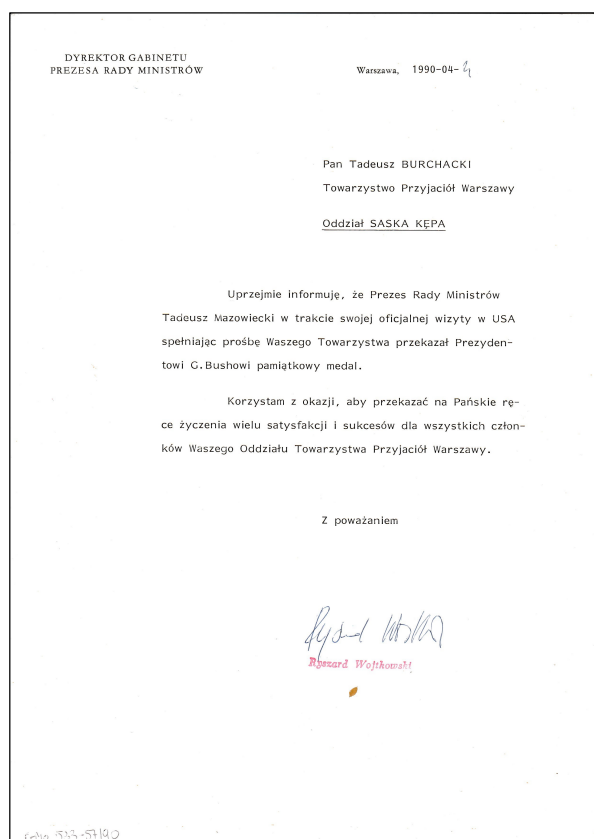 DYREKTOR GABINETU
PREZESA RADY MINISTRÓW
Warszawa, 1990-04-
Pan Tadeusz BURCHACKI
Towarzystwo Przyjaciół Warszawy
Oddział SASKA KĘPA
Uprzejmie informuję, że Prezes Rady Ministrów
Tadeusz Mazowiecki w trakcie swojej oficjalnej wizyty w USA
spełniając prośbę Waszego Towarzystwa przekazał Prezyden-
towi G.Bushowi pamiątkowy medal.
Korzystam z okazji, aby przekazać na Pańskie rę-
ce życzenia wielu satysfakcji i sukcesów dla wszystkich człon-
ków Waszego Oddziału Towarzystwa Przyjaciół Warszawy.
Z poważaniem
Ryszard Wojtkowski
533-57/90